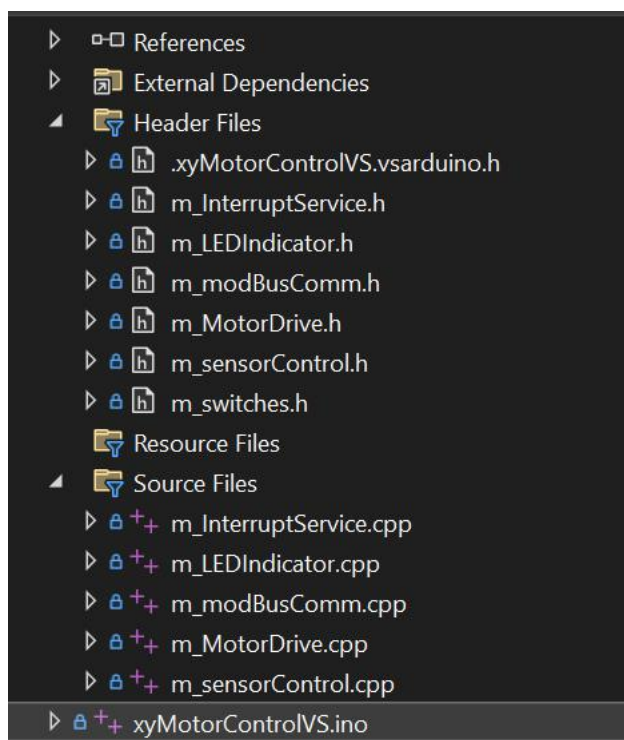 References
External Dependencies
Header Files
.xyMotorControlVS.vsarduino.h
m_InterruptService.h
m_LEDIndicator.h
m_modBusComm.h
m_MotorDrive.h
m_sensorControl.h
m_switches.h
Resource Files
Source Files
m_InterruptService.cpp
m_LEDIndicator.cpp
m_modBusComm.cpp
m_MotorDrive.cpp
m_sensorControl.cpp
xyMotorControlVS.ino